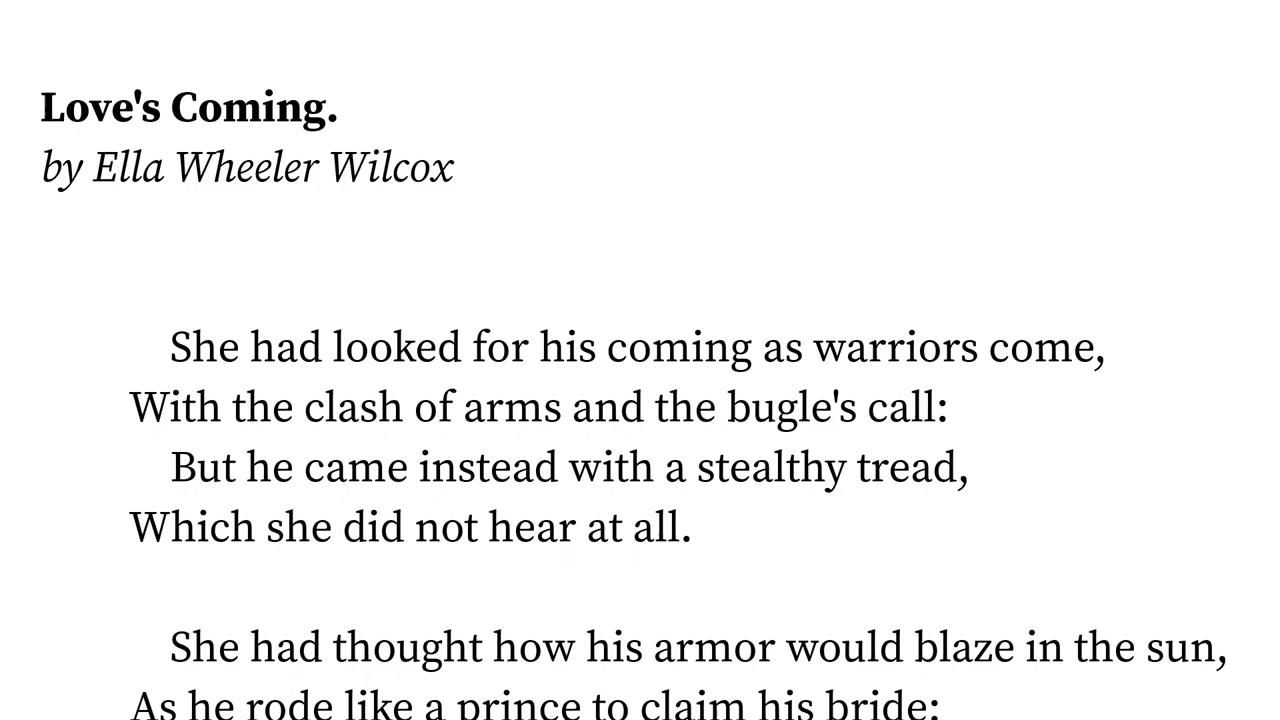 Love's Coming.
by Ella Wheeler Wilcox
She had looked for his coming as warriors come,
With the clash of arms and the bugle's call:
But he came instead with a stealthy tread,
Which she did not hear at all.
She had thought how his armor would blaze in the sun,
As he rode like a prince to claim his bride: